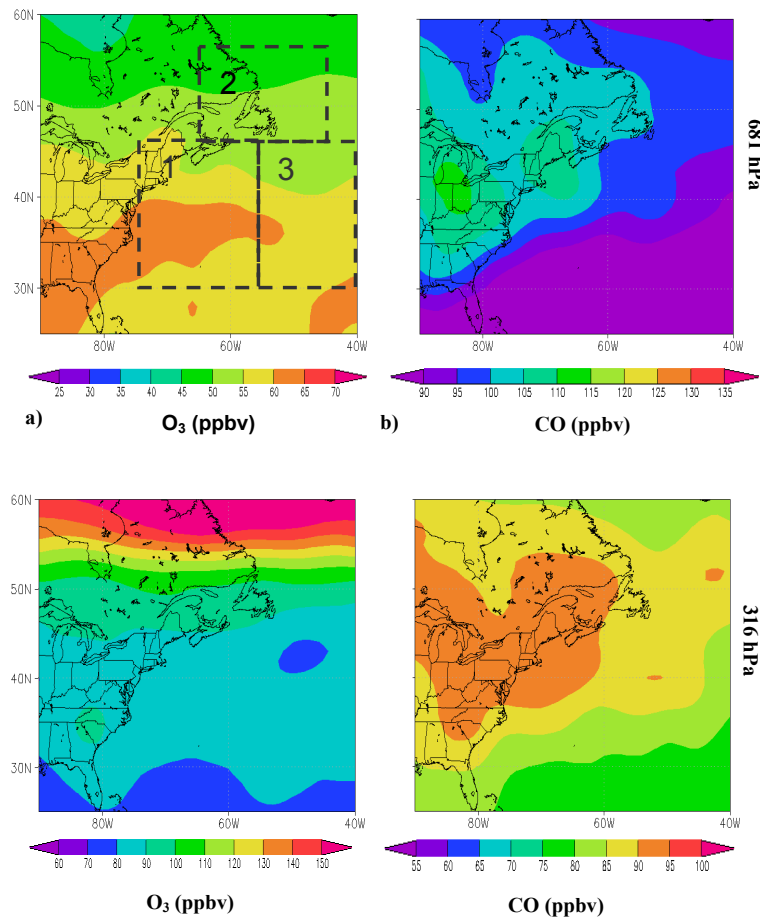 60N
50N
40N
30N
2
3
1
80W 60W 40W
80W 60W 40W
681 hPa
25 30 35 40 45 50 55 60 65 70
90 95 100 105 110 115 120 125 130 135
a) O₃ (ppbv)
b) CO (ppbv)
60N
50N
40N
30N
80W 60W 40W
80W 60W 40W
316 hPa
60 70 80 90 100 110 120 130 140 150
55 60 65 70 75 80 85 90 95 100
O₃ (ppbv)
CO (ppbv)